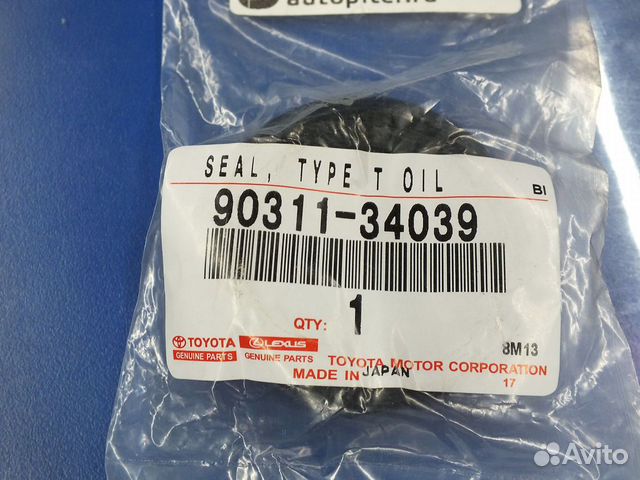 autopiter.ru
SEAL, TYPE T OIL
BI
90311-34039
QTY: 1
TOYOTA LEXUS
GENUINE PARTS GENUINE PARTS
8M13
TOYOTA MOTOR CORPORATION
MADE IN JAPAN 17
Avito